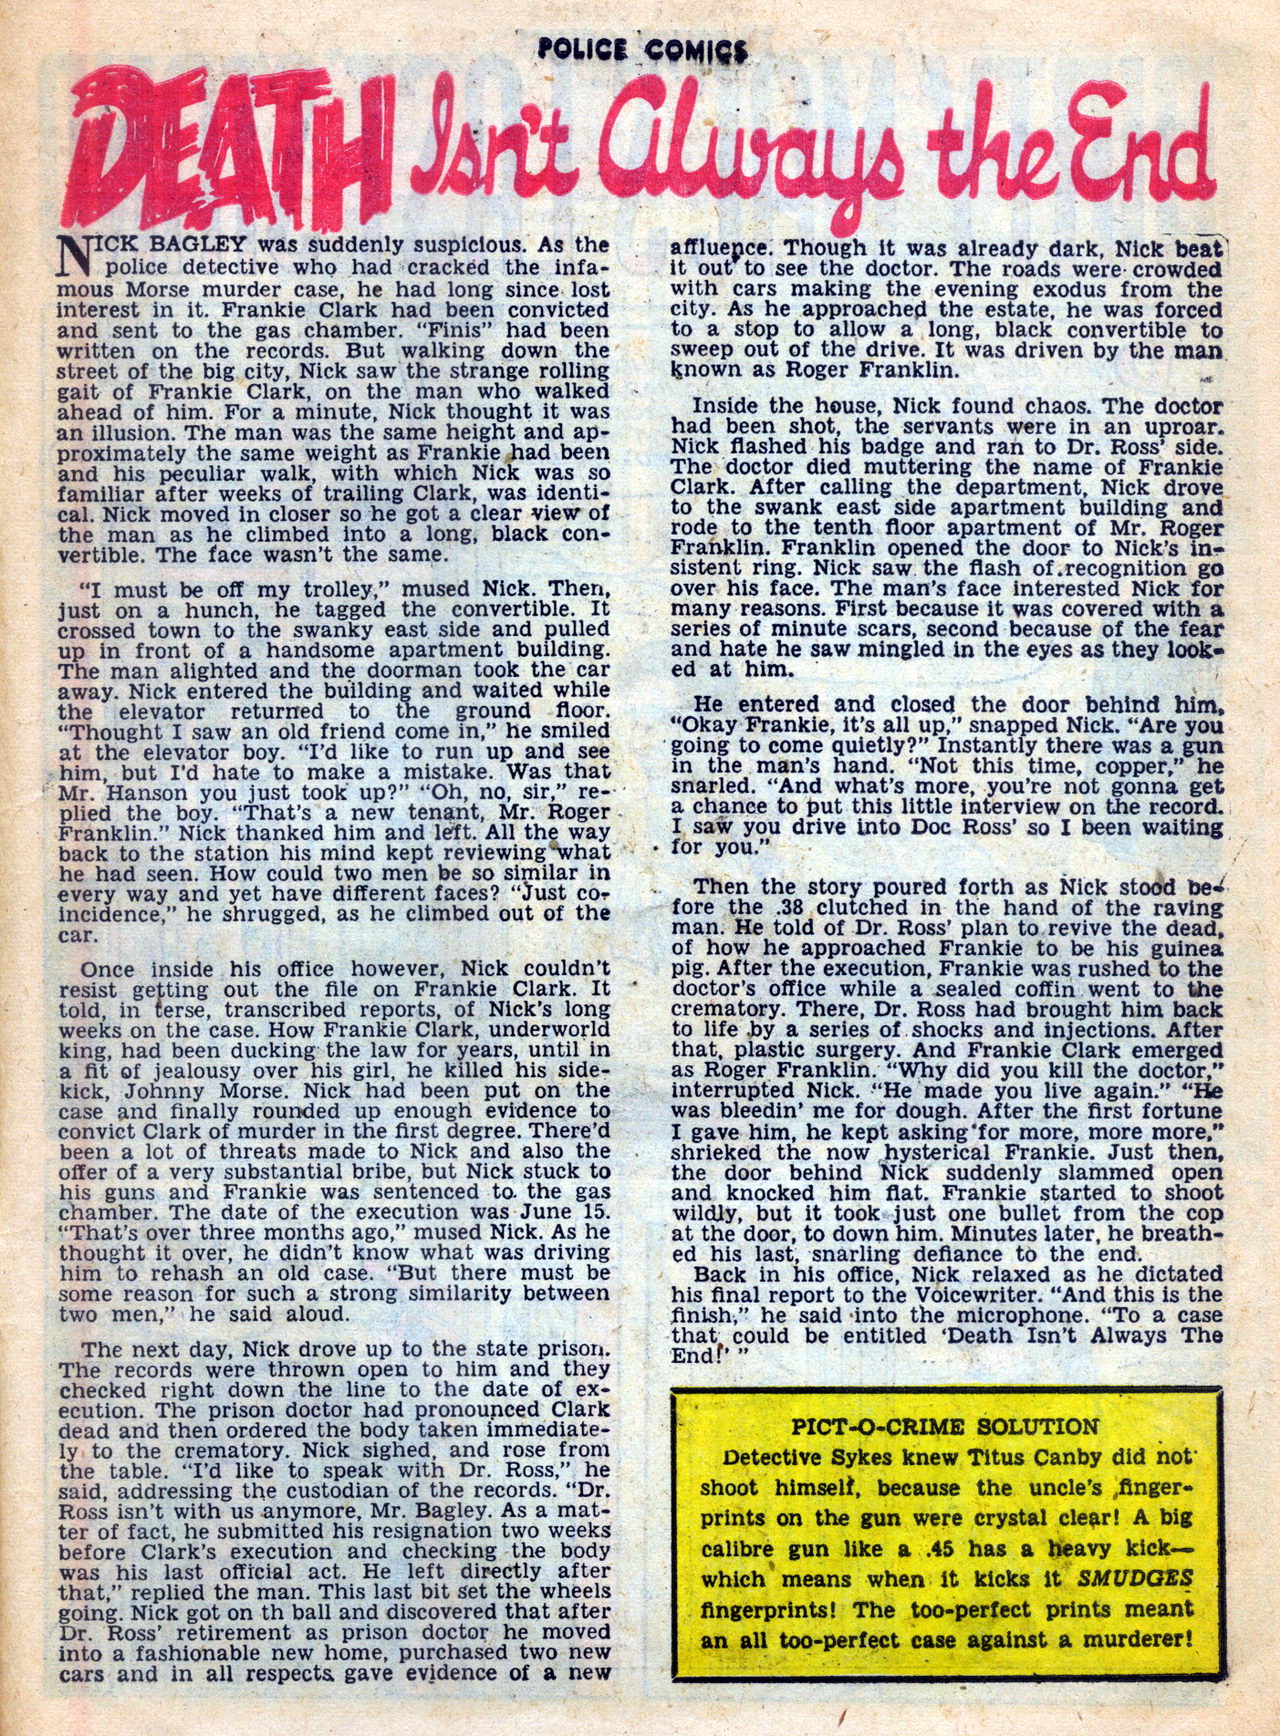 POLICE COMICS
DEATH Isn't Always the End
NICK BAGLEY was suddenly suspicious. As the
police detective who had cracked the infa-
mous Morse murder case, he had long since lost
interest in it. Frankie Clark had been convicted
and sent to the gas chamber. “Finis” had been
written on the records. But walking down the
street of the big city, Nick saw the strange rolling
gait of Frankie Clark, on the man who walked
ahead of him. For a minute, Nick thought it was
an illusion. The man was the same height and ap-
proximately the same weight as Frankie had been
and his peculiar walk, with which Nick was so
familiar after weeks of trailing Clark, was identi-
cal. Nick moved in closer so he got a clear view of
the man as he climbed into a long, black con-
vertible. The face wasn't the same.
“I must be off my trolley,” mused Nick. Then,
just on a hunch, he tagged the convertible. It
crossed town to the swanky east side and pulled
up in front of a handsome apartment building.
The man alighted and the doorman took the car
away. Nick entered the building and waited while
the elevator returned to the ground floor.
“Thought I saw an old friend come in,” he smiled
at the elevator boy. “I'd like to run up and see
him, but I'd hate to make a mistake. Was that
Mr. Hanson you just took up?” “Oh, no, sir,” re-
plied the boy. “That's a new tenant, Mr. Roger
Franklin.” Nick thanked him and left. All the way
back to the station his mind kept reviewing what
he had seen. How could two men be so similar in
every way and yet have different faces? “Just co-
incidence,” he shrugged, as he climbed out of the
car.
Once inside his office however, Nick couldn't
resist getting out the file on Frankie Clark. It
told, in terse, transcribed reports, of Nick's long
weeks on the case. How Frankie Clark, underworld
king, had been ducking the law for years, until in
a fit of jealousy over his girl, he killed his side-
kick, Johnny Morse. Nick had been put on the
case and finally rounded up enough evidence to
convict Clark of murder in the first degree. There'd
been a lot of threats made to Nick and also the
offer of a very substantial bribe, but Nick stuck to
his guns and Frankie was sentenced to the gas
chamber. The date of the execution was June 15.
“That's over three months ago,” mused Nick. As he
thought it over, he didn't know what was driving
him to rehash an old case. “But there must be
some reason for such a strong similarity between
two men,” he said aloud.
The next day, Nick drove up to the state prison.
The records were thrown open to him and they
checked right down the line to the date of ex-
ecution. The prison doctor had pronounced Clark
dead and then ordered the body taken immediate-
ly to the crematory. Nick sighed, and rose from
the table. “I'd like to speak with Dr. Ross,” he
said, addressing the custodian of the records. “Dr.
Ross isn't with us anymore, Mr. Bagley. As a mat-
ter of fact, he submitted his resignation two weeks
before Clark's execution and checking the body
was his last official act. He left directly after
that,” replied the man. This last bit set the wheels
going. Nick got on th ball and discovered that after
Dr. Ross' retirement as prison doctor he moved
into a fashionable new home, purchased two new
cars and in all respects gave evidence of a new
affluence. Though it was already dark, Nick beat
it out to see the doctor. The roads were crowded
with cars making the evening exodus from the
city. As he approached the estate, he was forced
to a stop to allow a long, black convertible to
sweep out of the drive. It was driven by the man
known as Roger Franklin.
Inside the house, Nick found chaos. The doctor
had been shot, the servants were in an uproar.
Nick flashed his badge and ran to Dr. Ross' side.
The doctor died muttering the name of Frankie
Clark. After calling the department, Nick drove
to the swank east side apartment building and
rode to the tenth floor apartment of Mr. Roger
Franklin. Franklin opened the door to Nick's in-
sistent ring. Nick saw the flash of recognition go
over his face. The man's face interested Nick for
many reasons. First because it was covered with a
series of minute scars, second because of the fear
and hate he saw mingled in the eyes as they look-
ed at him.
He entered and closed the door behind him,
“Okay Frankie, it's all up,” snapped Nick. “Are you
going to come quietly?” Instantly there was a gun
in the man's hand. “Not this time, copper,” he
snarled. “And what's more, you're not gonna get
a chance to put this little interview on the record.
I saw you drive into Doc Ross' so I been waiting
for you.”
Then the story poured forth as Nick stood be-
fore the .38 clutched in the hand of the raving
man. He told of Dr. Ross' plan to revive the dead,
of how he approached Frankie to be his guinea
pig. After the execution, Frankie was rushed to the
doctor's office while a sealed coffin went to the
crematory. There, Dr. Ross had brought him back
to life by a series of shocks and injections. After
that, plastic surgery. And Frankie Clark emerged
as Roger Franklin. “Why did you kill the doctor,”
interrupted Nick. “He made you live again.” “He
was bleedin' me for dough. After the first fortune
I gave him, he kept asking for more, more more,”
shrieked the now hysterical Frankie. Just then,
the door behind Nick suddenly slammed open
and knocked him flat. Frankie started to shoot
wildly, but it took just one bullet from the cop
at the door, to down him. Minutes later, he breath-
ed his last, snarling defiance to the end.
Back in his office, Nick relaxed as he dictated
his final report to the Voicewriter. “And this is the
finish,” he said into the microphone. “To a case
that could be entitled ‘Death Isn't Always The
End!’ ”
PICT-O-CRIME SOLUTION
Detective Sykes knew Titus Canby did not
shoot himself, because the uncle's finger-
prints on the gun were crystal clear! A big
calibre gun like a .45 has a heavy kick—
which means when it kicks it SMUDGES
fingerprints! The too-perfect prints meant
an all too-perfect case against a murderer!